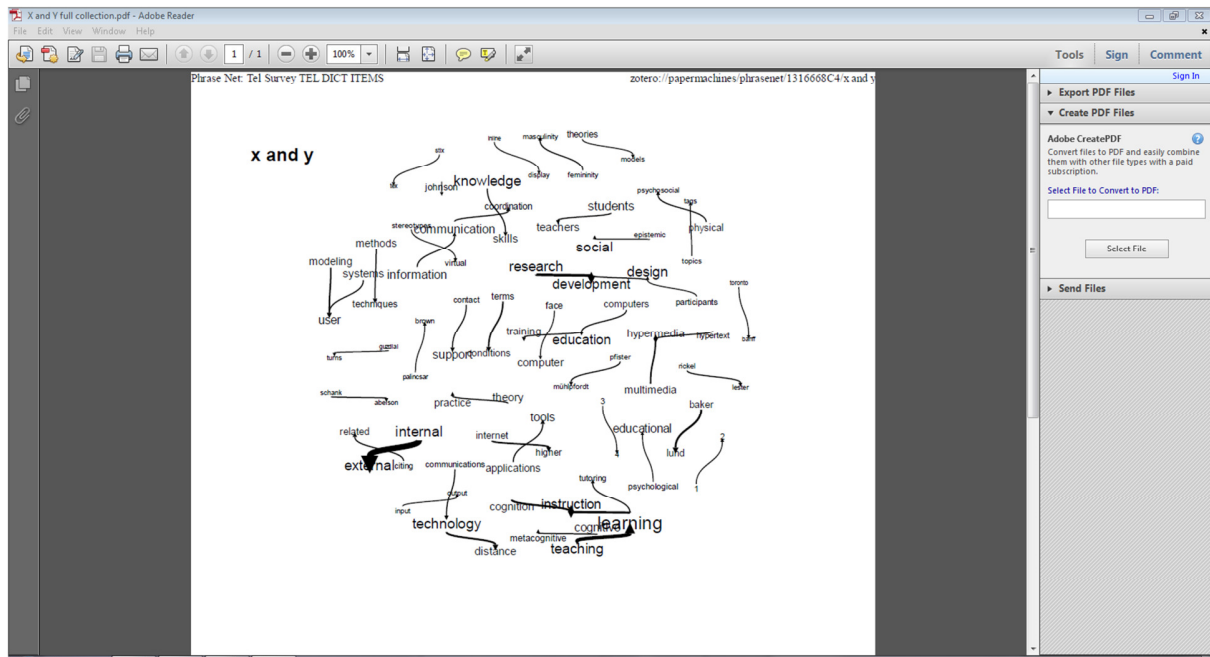 X and Y full collection.pdf - Adobe Reader
File Edit View Window Help
1 / 1 100% Tools Sign Comment
Sign In
Phrase Net: Tel Survey TEL DICT ITEMS zotero://papermachines/phrasenet/1316668C4/x and y
Export PDF Files
Create PDF Files
Adobe CreatePDF
Convert files to PDF and easily combine
them with other file types with a paid
subscription.
Select File to Convert to PDF:
Select File
Send Files
x and y
masculinity theories
models
stix
display femininity
johnson knowledge
psychosocial
tags
coordination students
stereotypes communication teachers physical
epistemic
methods skills social
modeling virtual topics
systems information research design
development toronto
techniques contact terms face computers participants
user brown training education hypermedia hypertext banff
turns guzdial support conditions computer pfister
palincsar mühlpfordt multimedia rickel lester
schank abelson practice theory 3 baker
tools
related internal internet educational 2
external citing higher 4 lund
communications applications
tutoring psychological 1
output
input cognition instruction
technology learning
cognitive
metacognitive
distance teaching